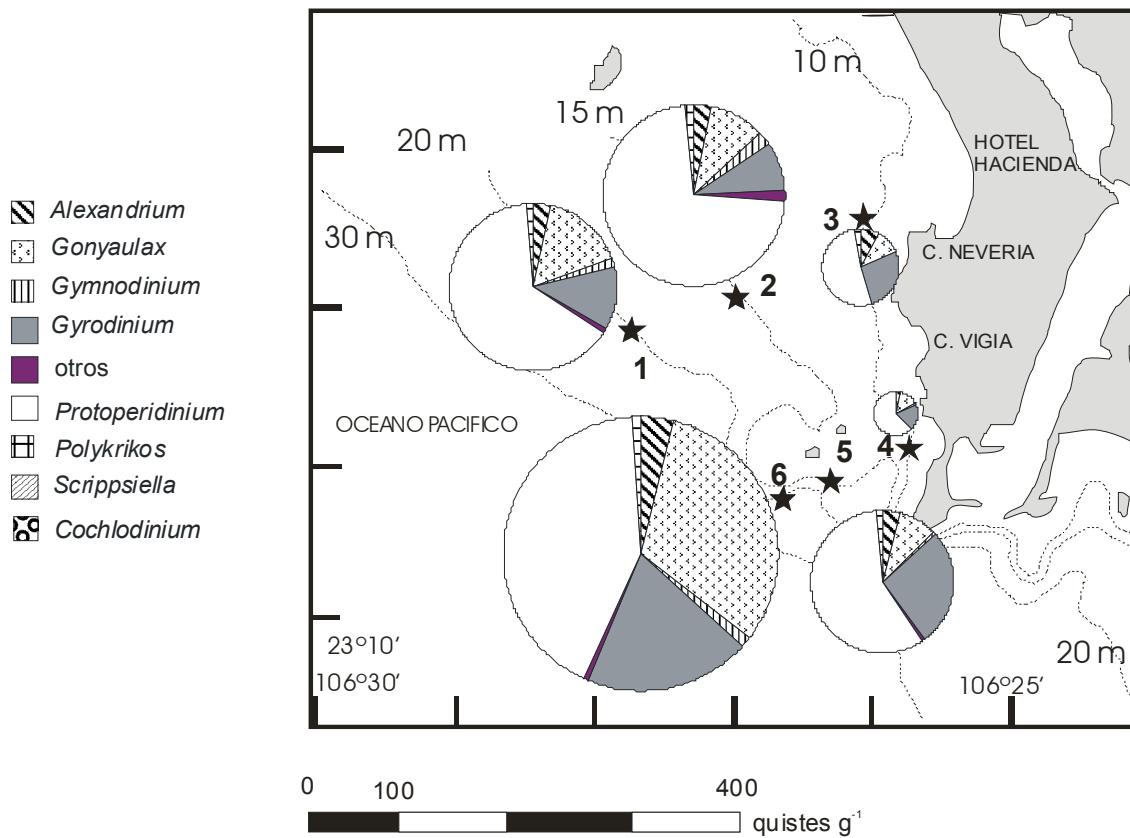 Alexandrium
Gonyaulax
Gymnodinium
Gyrodinium
otros
Protoperidinium
Polykrikos
Scrippsiella
Cochlodinium
10 m
15 m
20 m
30 m
HOTEL
HACIENDA
3
C. NEVERIA
2
C. VIGIA
1
OCEANO PACIFICO
5
4
6
23°10'
106°30'
20 m
106°25'
0
100
400
quistes g-1